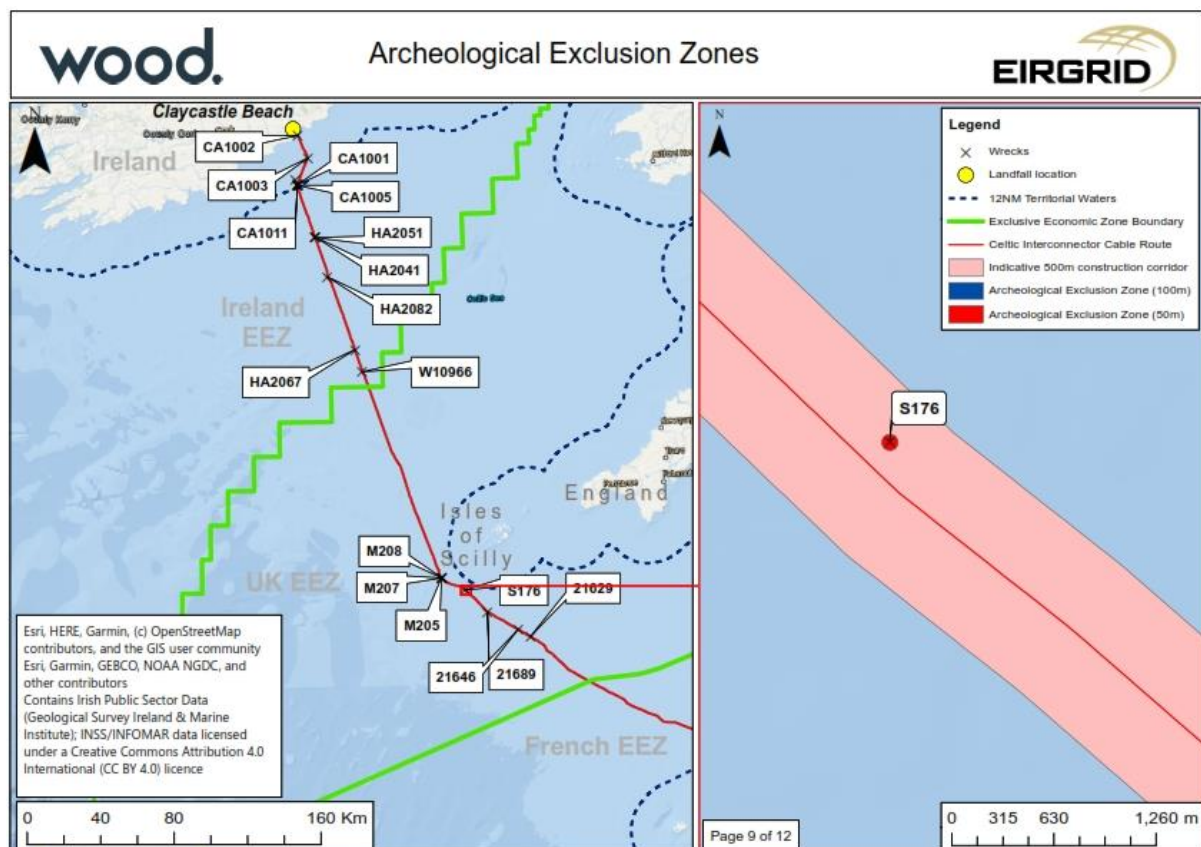 wood.
Archeological Exclusion Zones
EIRGRID
N
Claycastle Beach
Ireland
CA1002
CA1001
CA1003
CA1005
CA1011
HA2051
HA2041
HA2082
Ireland
EEZ
HA2067
W10966
England
Isles
of
Scilly
M208
UK EEZ
M207
S176
21629
M205
21646
21689
French EEZ
Esri, HERE, Garmin, (c) OpenStreetMap
contributors, and the GIS user community
Esri, Garmin, GEBCO, NOAA NGDC, and
other contributors
Contains Irish Public Sector Data
(Geological Survey Ireland & Marine
Institute); INSS/INFOMAR data licensed
under a Creative Commons Attribution 4.0
International (CC BY 4.0) licence
0 40 80 160 Km
N
Legend
Wrecks
Landfall location
12NM Territorial Waters
Exclusive Economic Zone Boundary
Celtic Interconnector Cable Route
Indicative 500m construction corridor
Archeological Exclusion Zone (100m)
Archeological Exclusion Zone (50m)
S176
Page 9 of 12
0 315 630 1,260 m